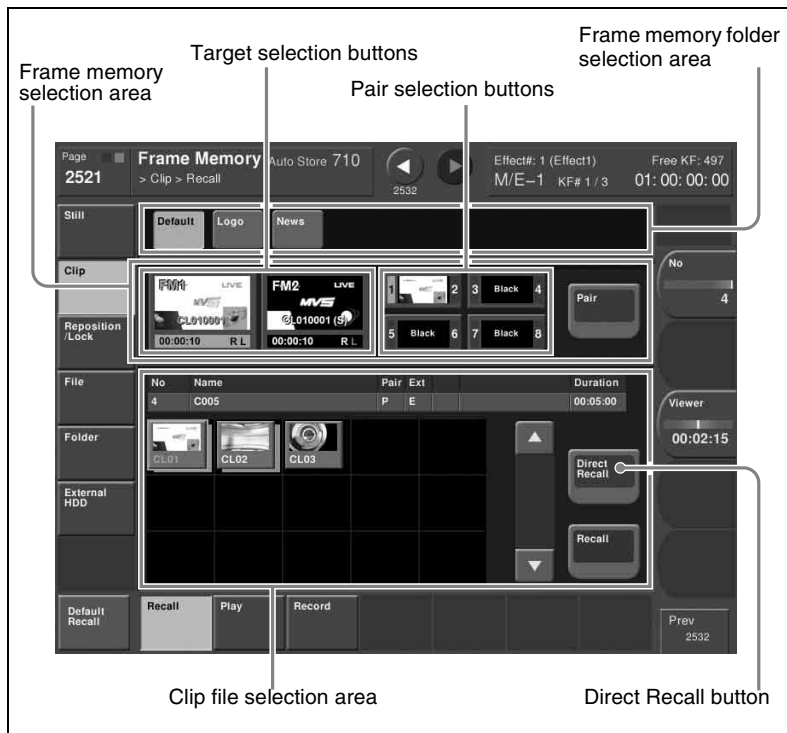 Frame memory folder
selection area
Target selection buttons
Frame memory
selection area
Pair selection buttons
Page
2521
Frame Memory Auto Store 710
> Clip > Recall
2532
Effect#: 1 (Effect1)
M/E–1 KF# 1 / 3
Free KF: 497
01: 00: 00: 00
Still
Default Logo News
Clip
FM1 LIVE
MVS
CL010001
00:00:10 R L
FM2 LIVE
MVS
CL010001 (S)
00:00:10 R L
1 2 3 Black 4
5 Black 6 7 Black 8
Pair
No
4
Reposition
/Lock
File
No Name Pair Ext Duration
4 C005 P E 00:05:00
Viewer
00:02:15
Folder
CL01 CL02 CL03
Direct
Recall
External
HDD
Recall
Default
Recall
Recall Play Record
Prev
2532
Clip file selection area
Direct Recall button